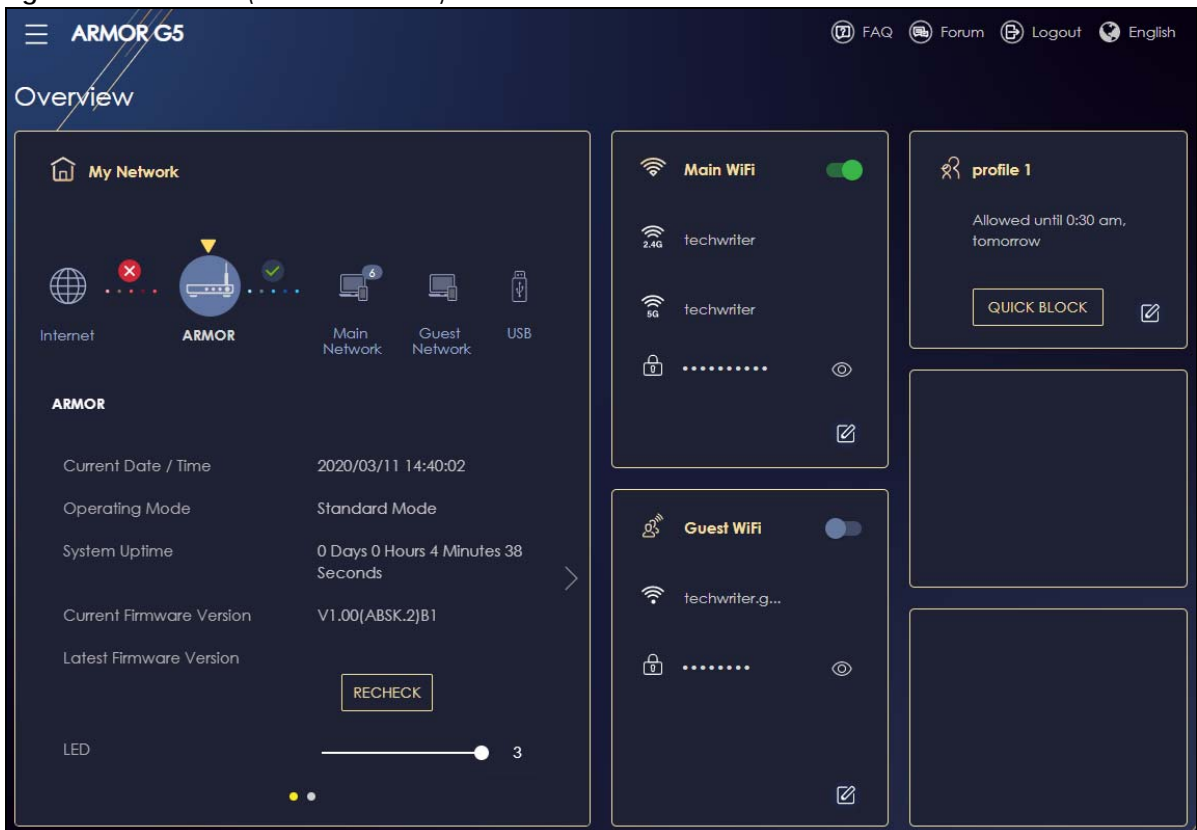 ARMOR G5
FAQ
Forum
Logout
English
Overview
My Network
6
Internet
ARMOR
Main
Network
Guest
Network
USB
ARMOR
Current Date / Time 2020/03/11 14:40:02
Operating Mode Standard Mode
System Uptime 0 Days 0 Hours 4 Minutes 38
Seconds
Current Firmware Version V1.00(ABSK.2)B1
Latest Firmware Version
RECHECK
LED 3
Main WiFi
2.4G techwriter
5G techwriter
••••••••••
Guest WiFi
techwriter.g...
••••••••
profile 1
Allowed until 0:30 am,
tomorrow
QUICK BLOCK